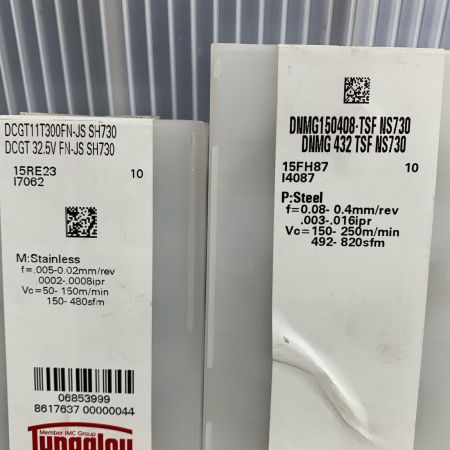 DCGT11T300FN-JS SH730
DCGT 32.5V FN-JS SH730
15RE23 10
I7062
M:Stainless
f=.005-0.02mm/rev
.0002-.0008ipr
Vc=50- 150m/min
150- 480sfm
06853999
8617637 00000044
Member IMC Group
Tungaloy
DNMG150408-TSF NS730
DNMG 432 TSF NS730
15FH87 10
I4087
P:Steel
f=0.08- 0.4mm/rev
.003-.016ipr
Vc=150- 250m/min
492- 820sfm